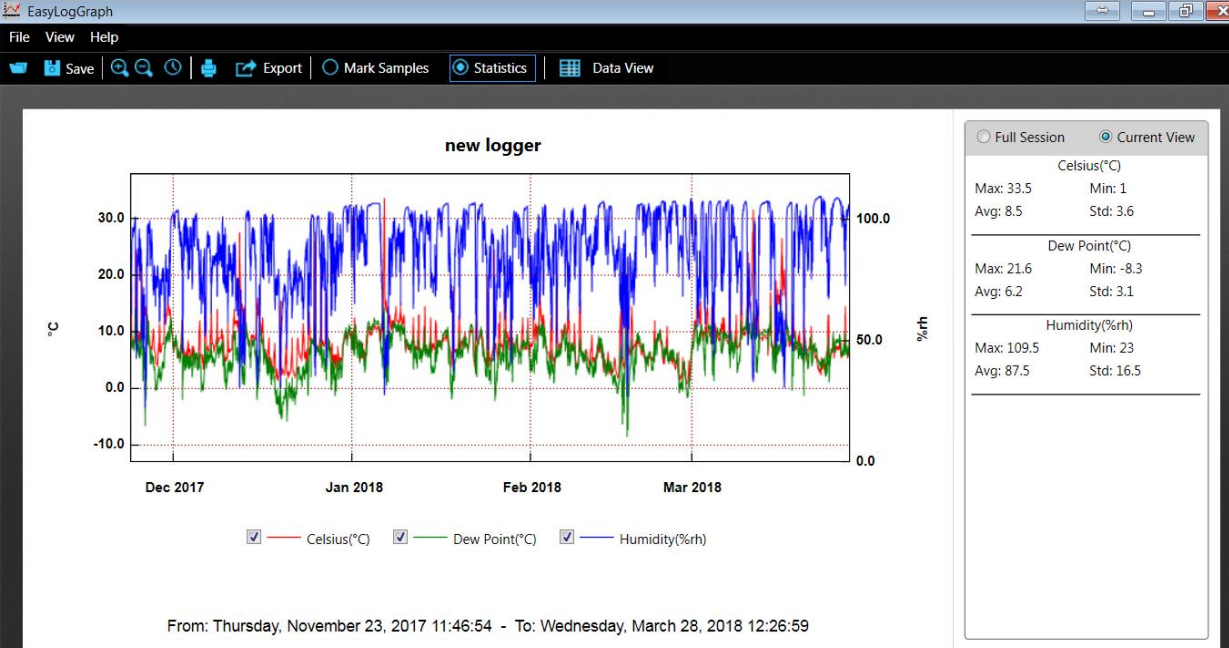 EasyLogGraph
File View Help
Save Export Mark Samples Statistics Data View
new logger
Full Session Current View
Celsius(°C)
Max: 33.5 Min: 1
Avg: 8.5 Std: 3.6
Dew Point(°C)
Max: 21.6 Min: -8.3
Avg: 6.2 Std: 3.1
Humidity(%rh)
Max: 109.5 Min: 23
Avg: 87.5 Std: 16.5
°C
30.0
20.0
10.0
0.0
-10.0
100.0
50.0
0.0
%rh
Dec 2017 Jan 2018 Feb 2018 Mar 2018
Celsius(°C) Dew Point(°C) Humidity(%rh)
From: Thursday, November 23, 2017 11:46:54 - To: Wednesday, March 28, 2018 12:26:59